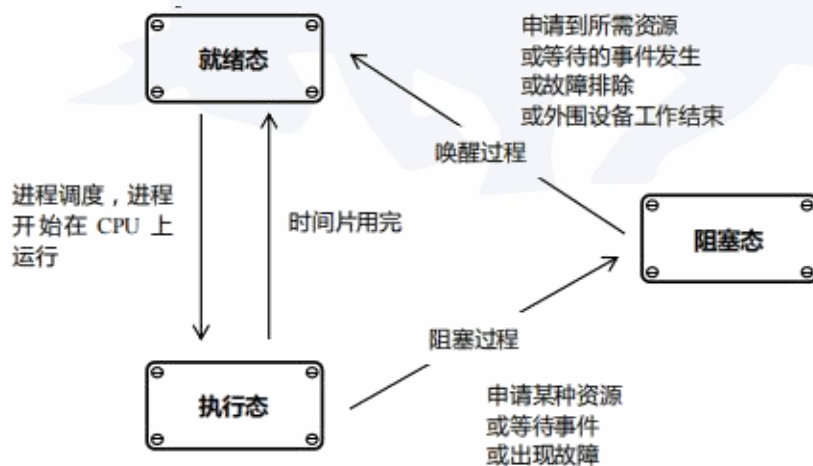 就绪态
申请到所需资源
或等待的事件发生
或故障排除
或外围设备工作结束
唤醒过程
进程调度，进程
开始在 CPU 上
运行
时间片用完
阻塞态
阻塞过程
执行态
申请某种资源
或等待事件
或出现故障